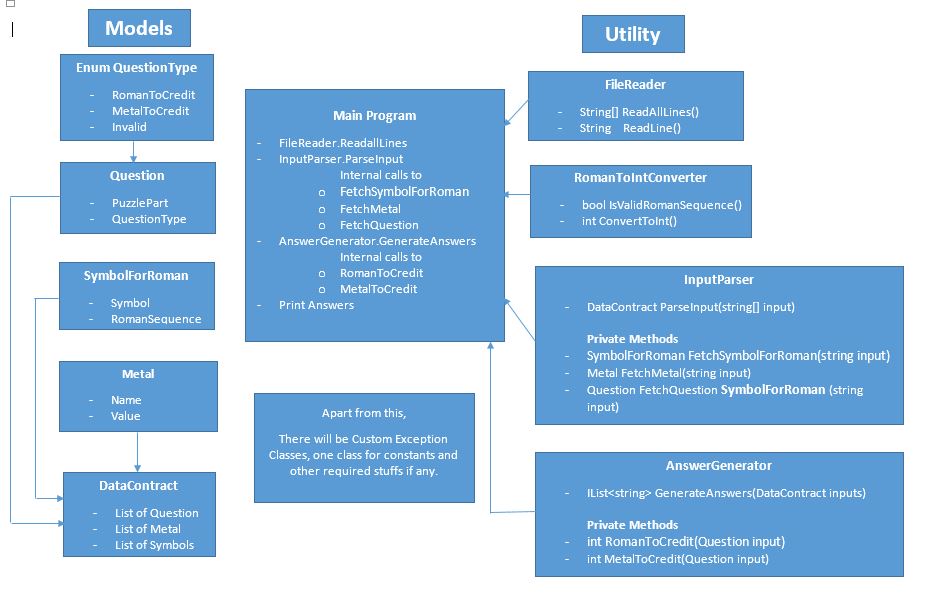 Models
Enum QuestionType
- RomanToCredit
- MetalToCredit
- Invalid
Question
- PuzzlePart
- QuestionType
SymbolForRoman
- Symbol
- RomanSequence
Metal
- Name
- Value
DataContract
- List of Question
- List of Metal
- List of Symbols
Main Program
- FileReader.ReadallLines
- InputParser.ParseInput
Internal calls to
o FetchSymbolForRoman
o FetchMetal
o FetchQuestion
- AnswerGenerator.GenerateAnswers
Internal calls to
o RomanToCredit
o MetalToCredit
- Print Answers
Apart from this,
There will be Custom Exception
Classes, one class for constants and
other required stuffs if any.
Utility
FileReader
- String[] ReadAllLines()
- String ReadLine()
RomanToIntConverter
- bool IsValidRomanSequence()
- int ConvertToInt()
InputParser
- DataContract ParseInput(string[] input)
Private Methods
- SymbolForRoman FetchSymbolForRoman(string input)
- Metal FetchMetal(string input)
- Question FetchQuestion SymbolForRoman (string
input)
AnswerGenerator
- IList<string> GenerateAnswers(DataContract inputs)
Private Methods
- int RomanToCredit(Question input)
- int MetalToCredit(Question input)